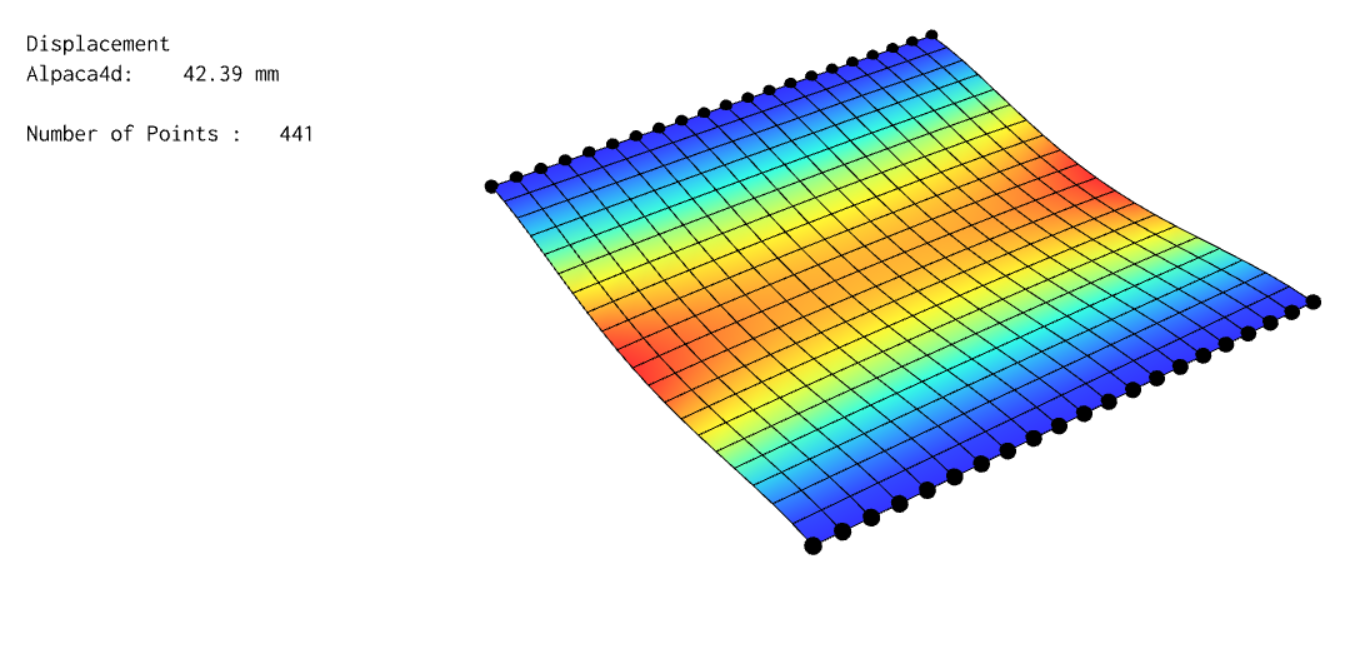 Displacement
Alpaca4d: 42.39 mm
Number of Points : 441